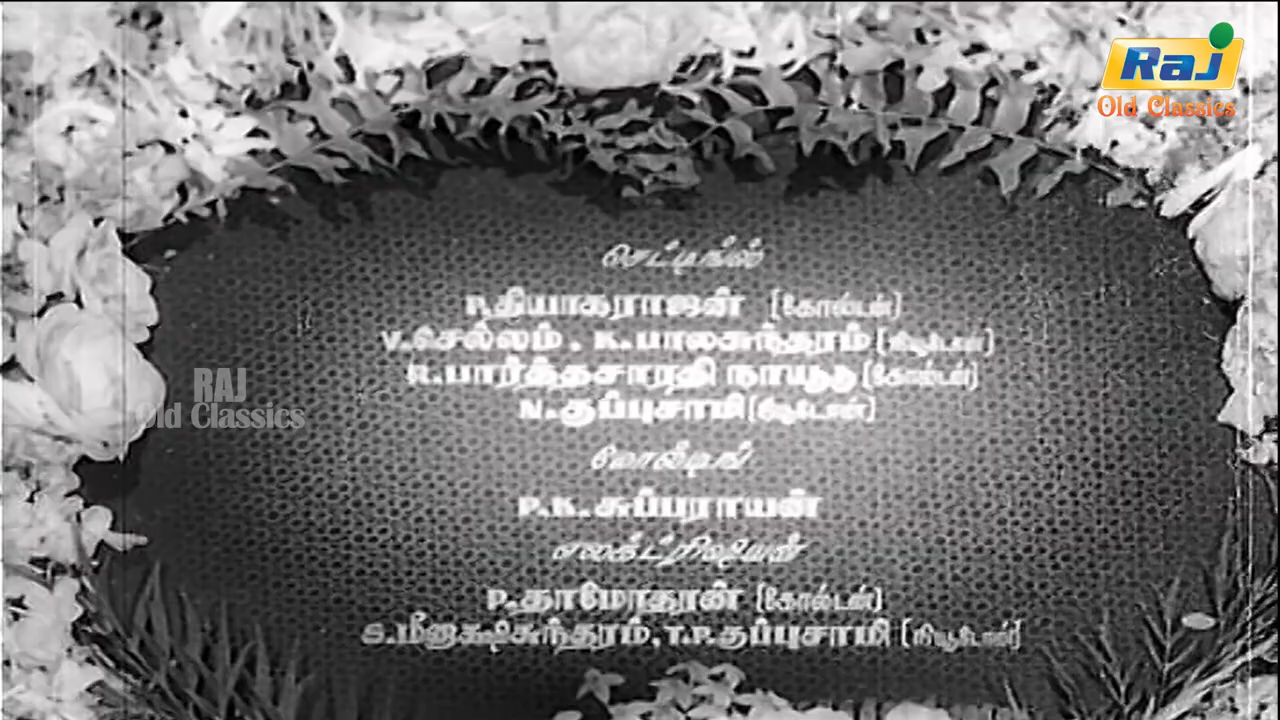 Raj
Old Classics
செட்டிங்ஸ்
P.தியாகராஜன் (கோல்டன்)
V.செல்லம், K.பாலசுந்தரம் (நியூடோன்)
R.பார்த்தசாரதி நாயுடு (கோல்டன்)
N.குப்புசாமி (நியூடோன்)
RAJ
Old Classics
மோல்டிங்
P.K.சுப்பராயன்
எலக்ட்ரிஷியன்
P.தாமோதரன் (கோல்டன்)
S.மீனாக்ஷிசுந்தரம், T.P.குப்புசாமி (நியூடோன்)